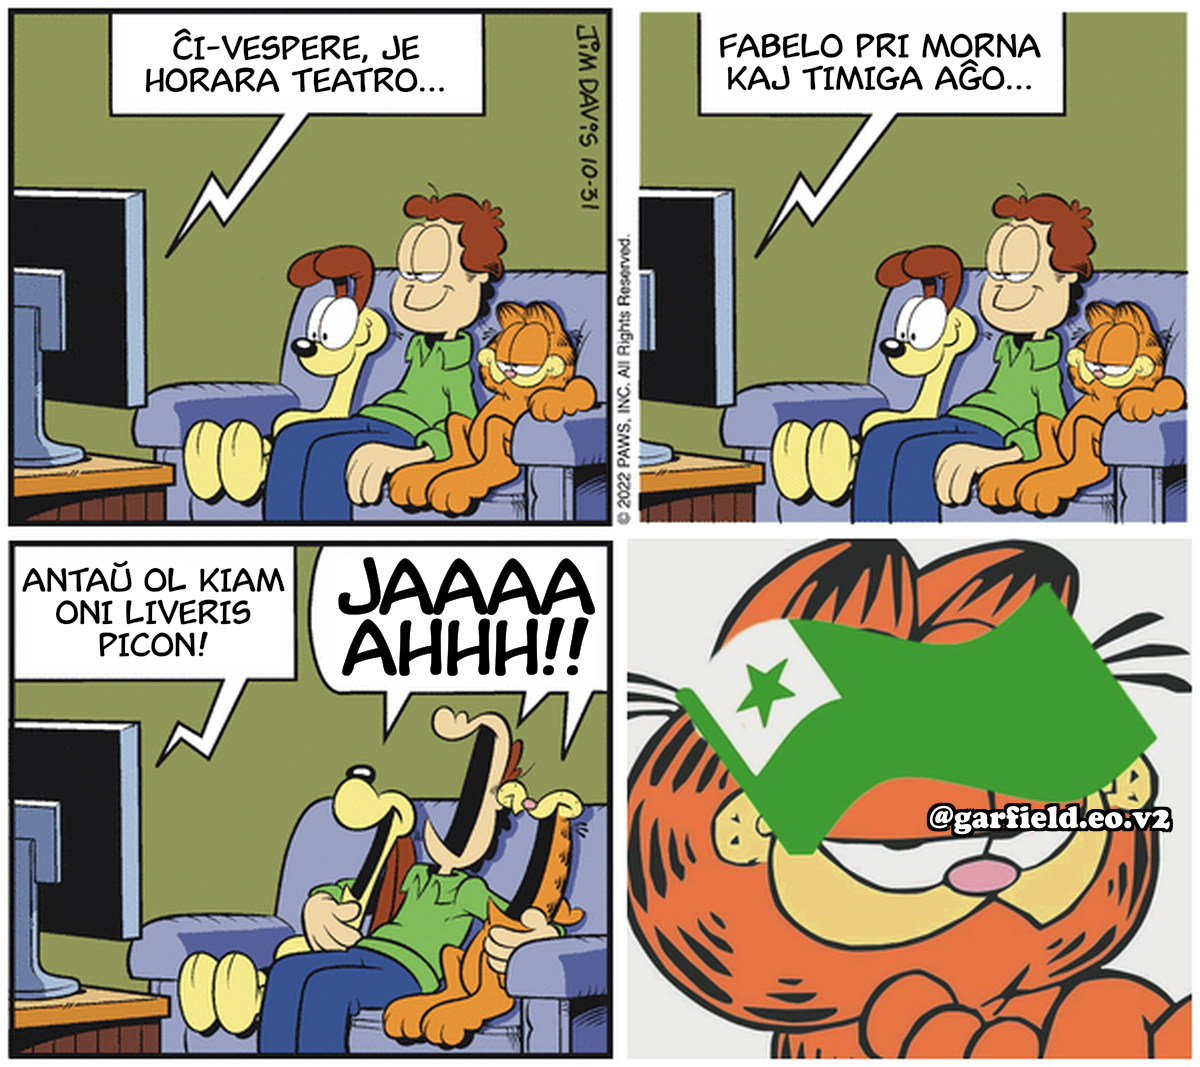 ĈI-VESPERE, JE
HORARA TEATRO...
JIM DAVIS 10-31
© 2022 PAWS, INC. All Rights Reserved.
FABELO PRI MORNA
KAJ TIMIGA AĜO...
ANTAŬ OL KIAM
ONI LIVERIS
PICON!
JAAAA
AHHH!!
@garfield.eo.v2